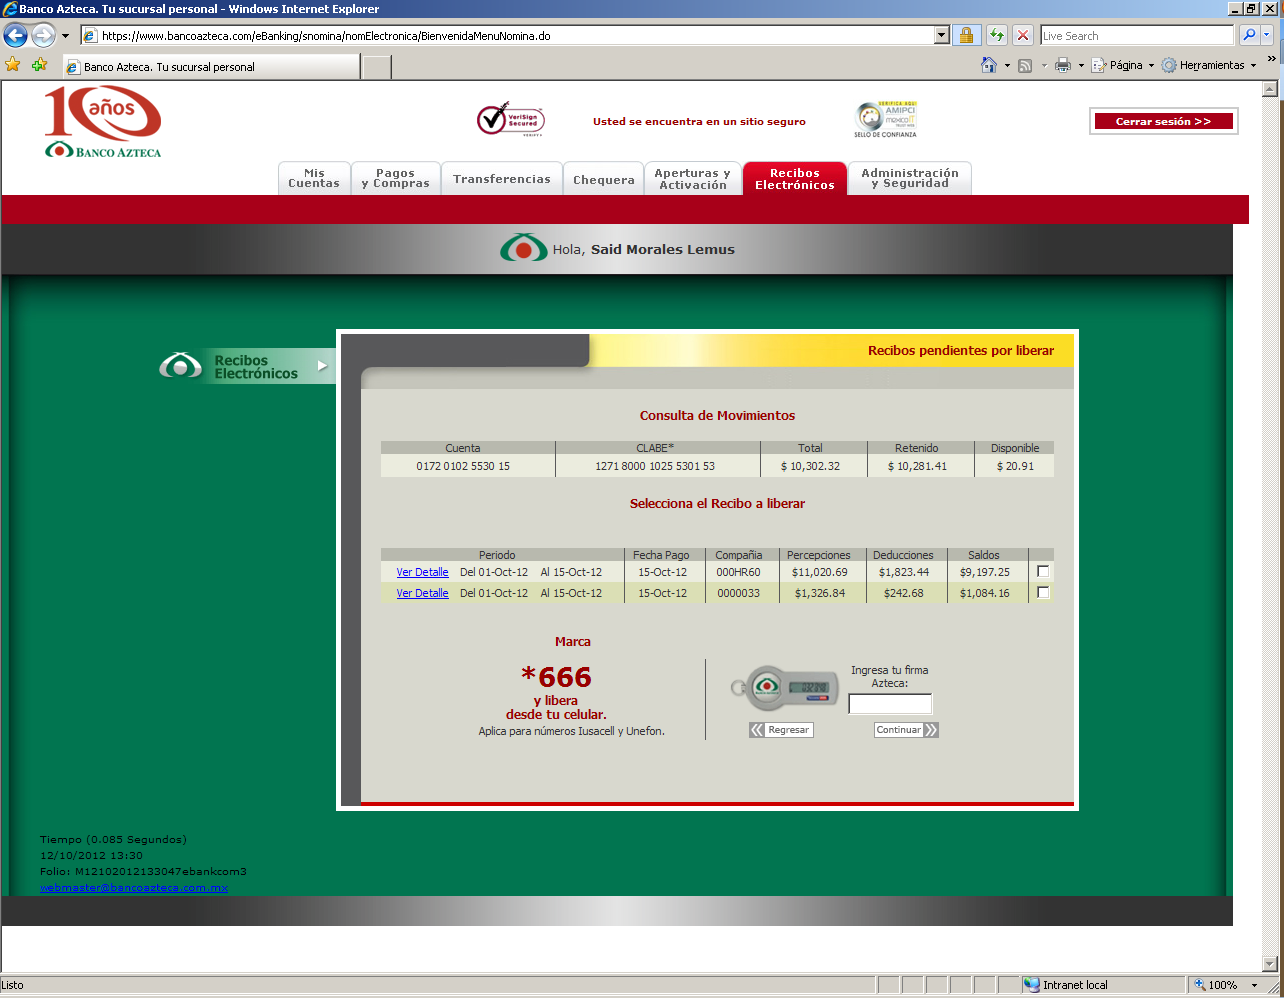 Banco Azteca. Tu sucursal personal - Windows Internet Explorer
https://www.bancoazteca.com/eBanking/snomina/nomElectronica/BienvenidaMenuNomina.do
Live Search
Banco Azteca. Tu sucursal personal
Página
Herramientas
10 años
BANCO AZTECA
VeriSign Secured
VERIFY
Usted se encuentra en un sitio seguro
VERIFICA AQUI
AMIPCI
SELLO DE CONFIANZA
Cerrar sesión >>
Mis Cuentas
Pagos y Compras
Transferencias
Chequera
Aperturas y Activación
Recibos Electrónicos
Administración y Seguridad
Hola, Said Morales Lemus
Recibos Electrónicos
Recibos pendientes por liberar
Consulta de Movimientos
Cuenta CLABE* Total Retenido Disponible
0172 0102 5530 15 1271 8000 1025 5301 53 $ 10,302.32 $ 10,281.41 $ 20.91
Selecciona el Recibo a liberar
Periodo Fecha Pago Compañia Percepciones Deducciones Saldos
Ver Detalle Del 01-Oct-12 Al 15-Oct-12 15-Oct-12 000HR60 $11,020.69 $1,823.44 $9,197.25
Ver Detalle Del 01-Oct-12 Al 15-Oct-12 15-Oct-12 0000033 $1,326.84 $242.68 $1,084.16
Marca
*666
y libera
desde tu celular.
Aplica para números Iusacell y Unefon.
Ingresa tu firma
Azteca:
Regresar
Continuar
Tiempo (0.085 Segundos)
12/10/2012 13:30
Folio: M12102012133047ebankcom3
webmaster@bancoazteca.com.mx
Listo
Intranet local
100%